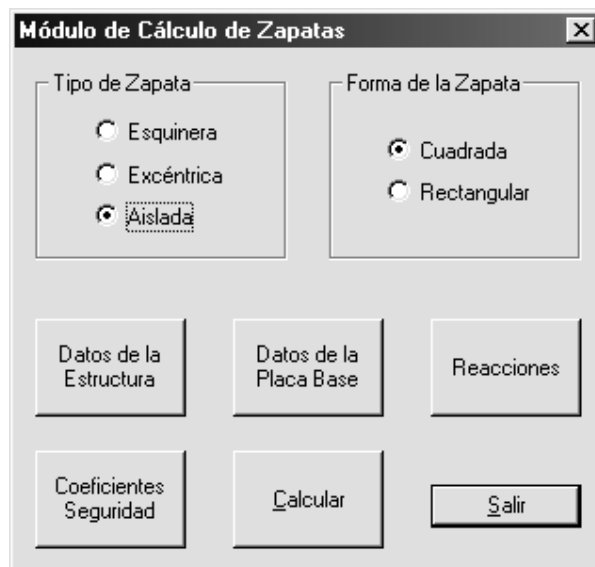 Módulo de Cálculo de Zapatas
Tipo de Zapata
Esquinera
Excéntrica
Aislada
Forma de la Zapata
Cuadrada
Rectangular
Datos de la
Estructura
Datos de la
Placa Base
Reacciones
Coeficientes
Seguridad
Calcular
Salir